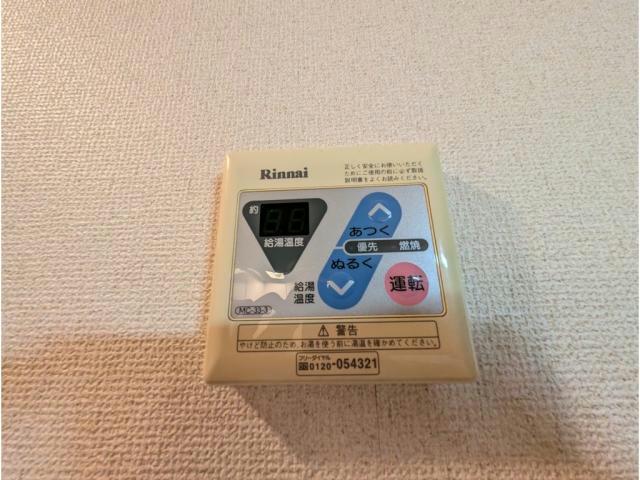 Rinnai
正しく安全にお使いいただく
ためにご使用の前に必ず取扱
説明書をよくお読みください。
約
給湯温度
あつく
優先 燃焼
ぬるく
給湯
温度
運転
MC-33-3
警告
やけど防止のため、お湯を使う前に湯温を確かめてください。
フリーダイヤル
0120-054321